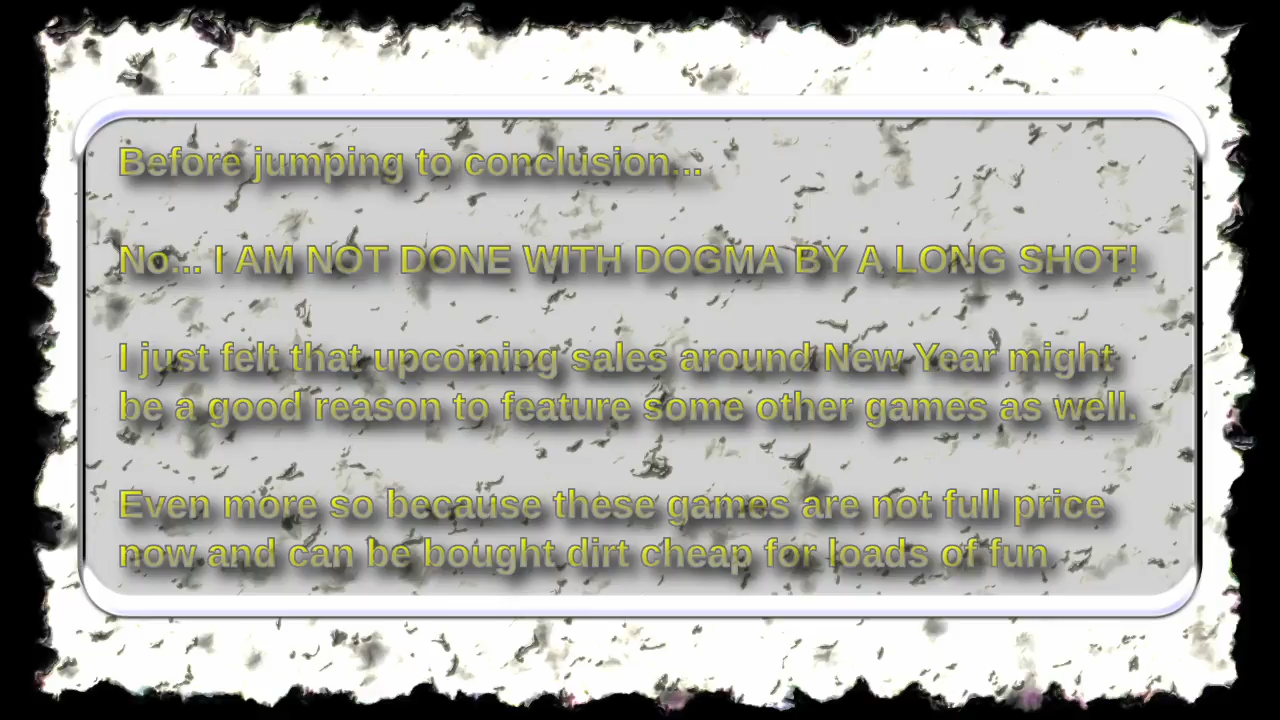 Before jumping to conclusion...
No... I AM NOT DONE WITH DOGMA BY A LONG SHOT!
I just felt that upcoming sales around New Year might
be a good reason to feature some other games as well.
Even more so because these games are not full price
now and can be bought dirt cheap for loads of fun